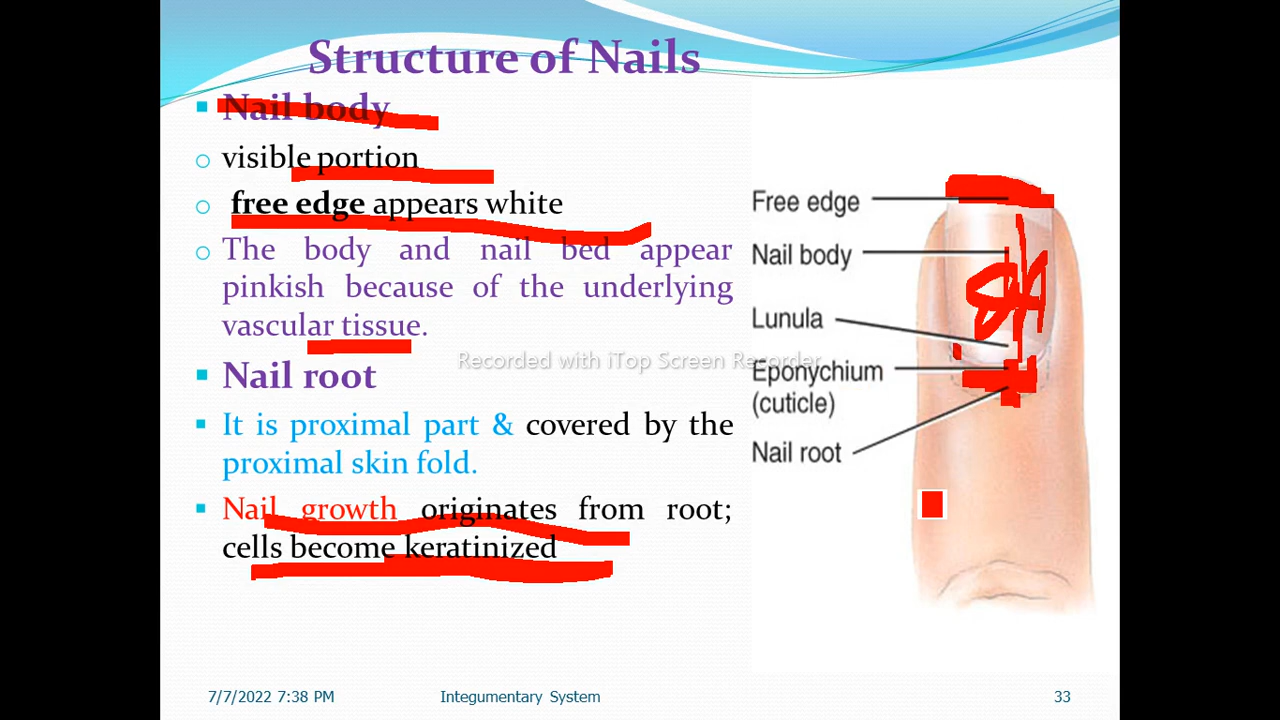 Structure of Nails
Nail body
visible portion
free edge appears white
The body and nail bed appear
pinkish because of the underlying
vascular tissue.
Nail root
It is proximal part & covered by the
proximal skin fold.
Nail growth originates from root;
cells become keratinized
Free edge
Nail body
Lunula
Eponychium
(cuticle)
Nail root
Recorded with iTop Screen Recorder
7/7/2022 7:38 PM
Integumentary System
33